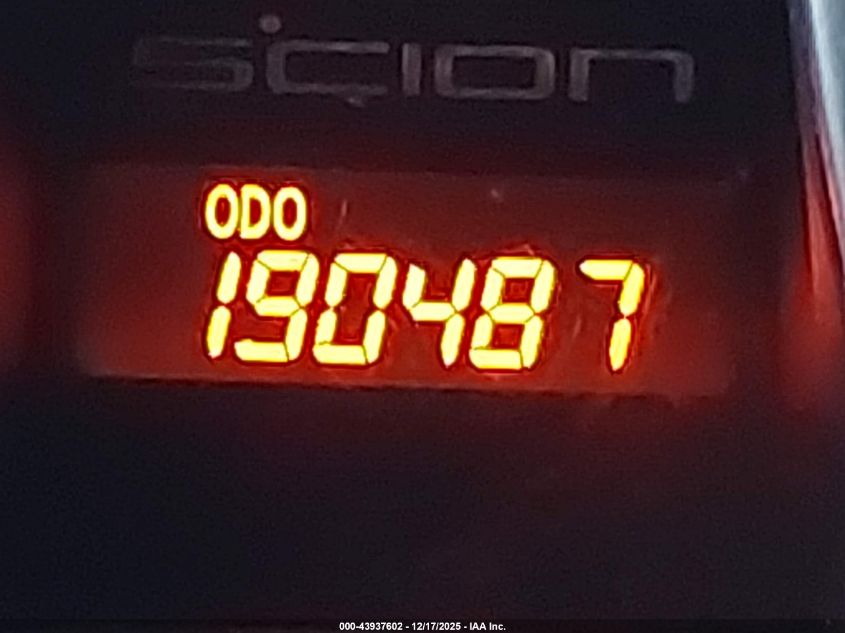 scion
ODO
190487
000-43937602 - 12/17/2025 - IAA Inc.